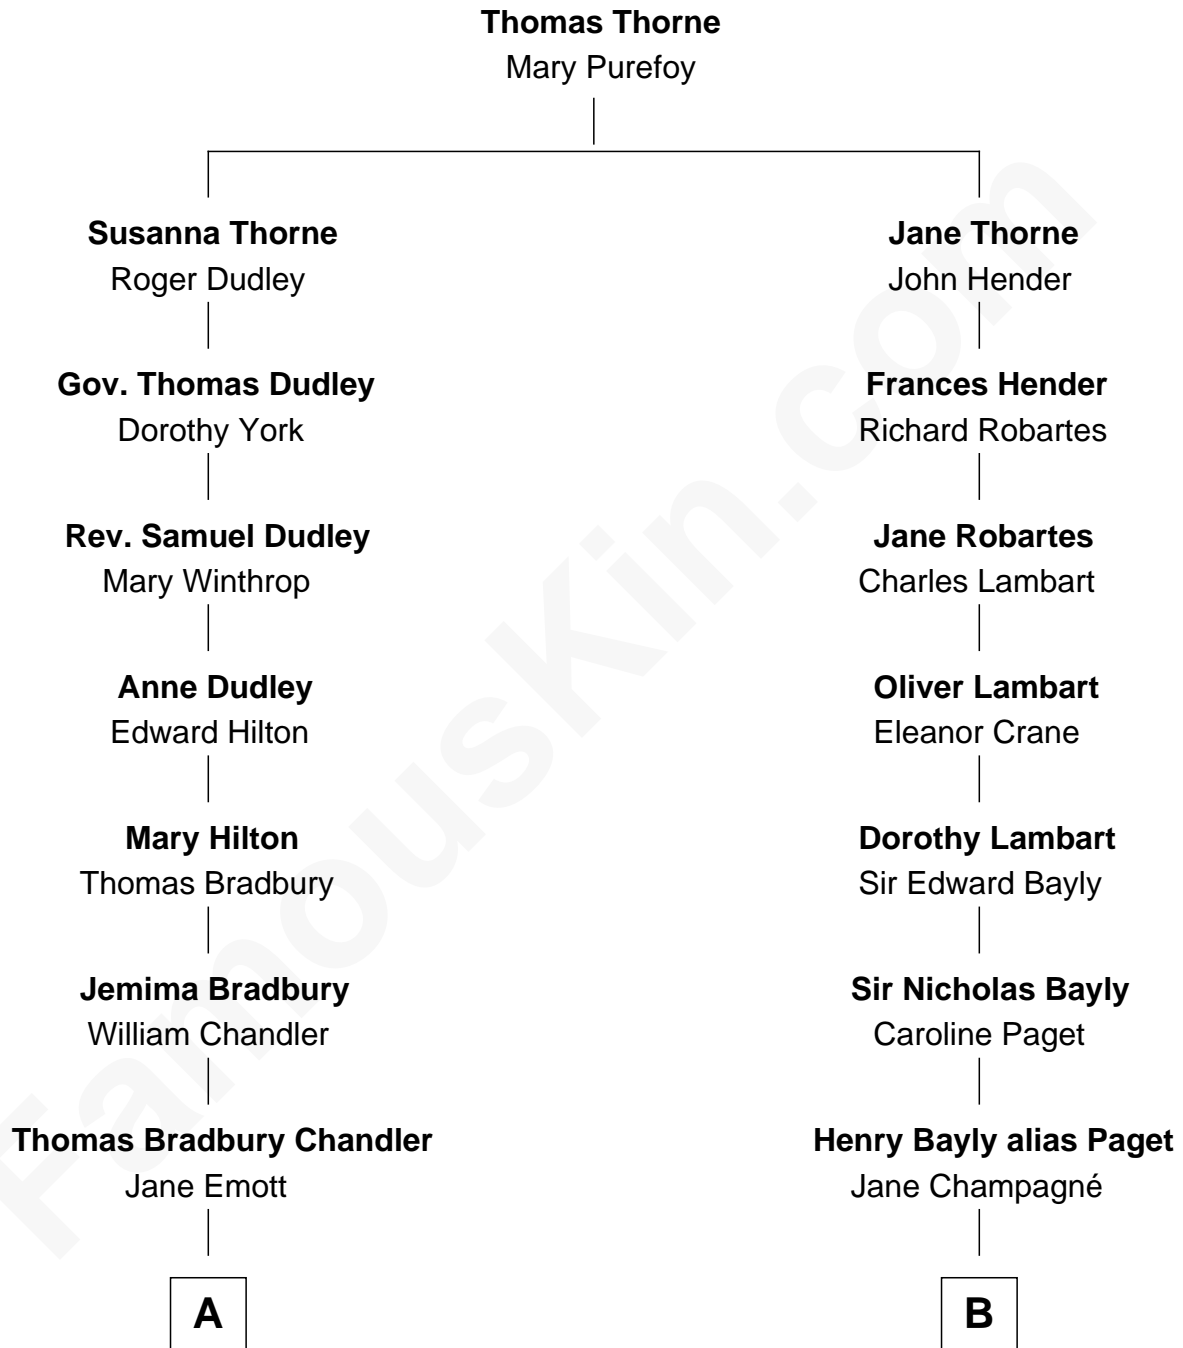 Thomas Thorne
Mary Purefoy
Susanna Thorne
Roger Dudley
Jane Thorne
John Hender
Gov. Thomas Dudley
Dorothy York
Frances Hender
Richard Robartes
Rev. Samuel Dudley
Mary Winthrop
Jane Robartes
Charles Lambart
Anne Dudley
Edward Hilton
Oliver Lambart
Eleanor Crane
Mary Hilton
Thomas Bradbury
Dorothy Lambart
Sir Edward Bayly
Jemima Bradbury
William Chandler
Sir Nicholas Bayly
Caroline Paget
Thomas Bradbury Chandler
Jane Emott
Henry Bayly alias Paget
Jane Champagné
A
B
FamousKin.com